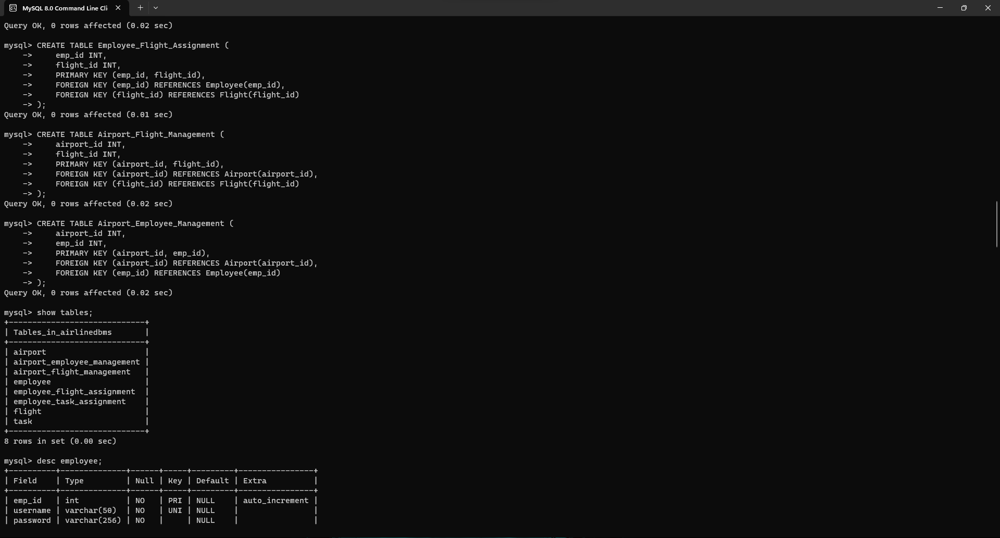 MySQL 8.0 Command Line Cli
Query OK, 0 rows affected (0.02 sec)
mysql> CREATE TABLE Employee_Flight_Assignment (
    ->     emp_id INT,
    ->     flight_id INT,
    ->     PRIMARY KEY (emp_id, flight_id),
    ->     FOREIGN KEY (emp_id) REFERENCES Employee(emp_id),
    ->     FOREIGN KEY (flight_id) REFERENCES Flight(flight_id)
    -> );
Query OK, 0 rows affected (0.01 sec)
mysql> CREATE TABLE Airport_Flight_Management (
    ->     airport_id INT,
    ->     flight_id INT,
    ->     PRIMARY KEY (airport_id, flight_id),
    ->     FOREIGN KEY (airport_id) REFERENCES Airport(airport_id),
    ->     FOREIGN KEY (flight_id) REFERENCES Flight(flight_id)
    -> );
Query OK, 0 rows affected (0.02 sec)
mysql> CREATE TABLE Airport_Employee_Management (
    ->     airport_id INT,
    ->     emp_id INT,
    ->     PRIMARY KEY (airport_id, emp_id),
    ->     FOREIGN KEY (airport_id) REFERENCES Airport(airport_id),
    ->     FOREIGN KEY (emp_id) REFERENCES Employee(emp_id)
    -> );
Query OK, 0 rows affected (0.02 sec)
mysql> show tables;
+-----------------------------+
| Tables_in_airlinedbms       |
+-----------------------------+
| airport                     |
| airport_employee_management |
| airport_flight_management   |
| employee                    |
| employee_flight_assignment  |
| employee_task_assignment    |
| flight                      |
| task                        |
+-----------------------------+
8 rows in set (0.00 sec)
mysql> desc employee;
+----------+--------------+------+-----+---------+----------------+
| Field    | Type         | Null | Key | Default | Extra          |
+----------+--------------+------+-----+---------+----------------+
| emp_id   | int          | NO   | PRI | NULL    | auto_increment |
| username | varchar(50)  | NO   | UNI | NULL    |                |
| password | varchar(256) | NO   |     | NULL    |                |